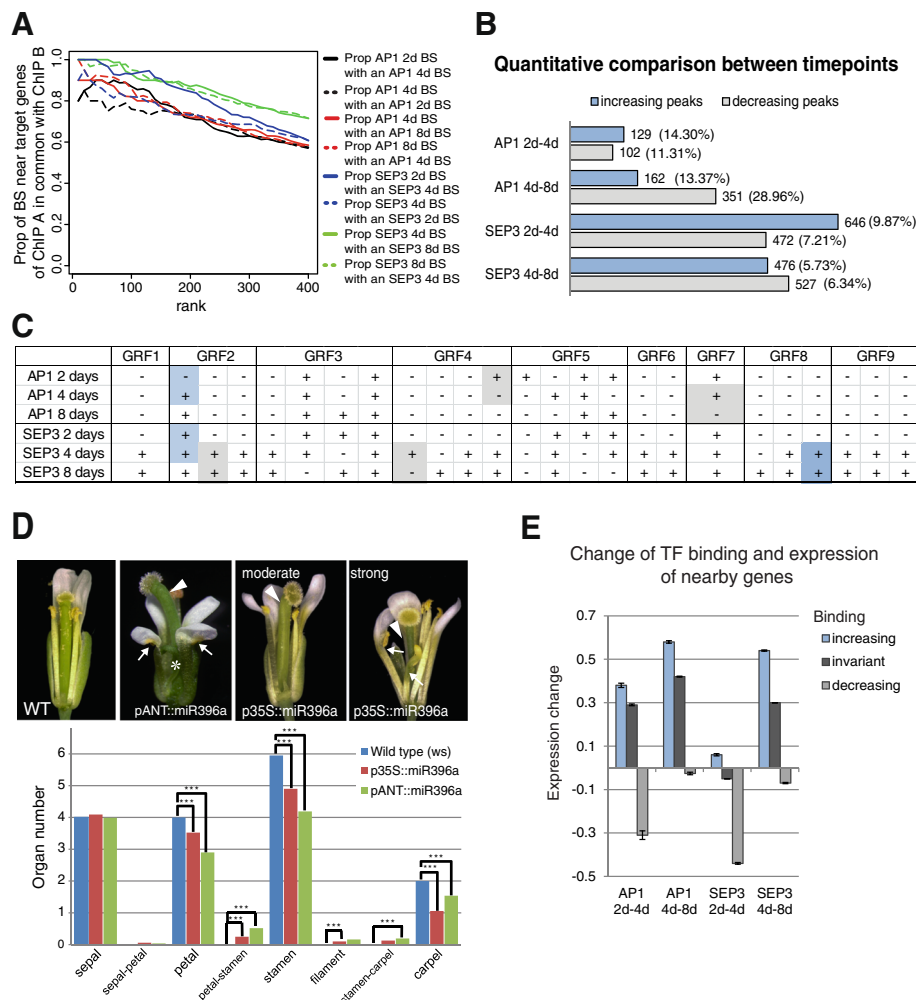 A
Prop of BS near target genes
of ChIP A in common with ChIP B
1.0
0.8
0.6
0.4
0.2
0.0
0
100
200
300
400
rank
Prop AP1 2d BS
with an AP1 4d BS
Prop AP1 4d BS
with an AP1 2d BS
Prop AP1 4d BS
with an AP1 8d BS
Prop AP1 8d BS
with an AP1 4d BS
Prop SEP3 2d BS
with an SEP3 4d BS
Prop SEP3 4d BS
with an SEP3 2d BS
Prop SEP3 4d BS
with an SEP3 8d BS
Prop SEP3 8d BS
with an SEP3 4d BS
B
Quantitative comparison between timepoints
increasing peaks
decreasing peaks
AP1 2d-4d
129 (14.30%)
102 (11.31%)
AP1 4d-8d
162 (13.37%)
351 (28.96%)
SEP3 2d-4d
646 (9.87%)
472 (7.21%)
SEP3 4d-8d
476 (5.73%)
527 (6.34%)
C
GRF1 GRF2 GRF3 GRF4 GRF5 GRF6 GRF7 GRF8 GRF9
AP1 2 days - - - - - + - + - - - + + - + + - - + - - - - - -
AP1 4 days - + - - - + - + - - - - - + + + - - + - - - - - -
AP1 8 days - + - - - + + + - - - - - - + + - - - - - - - - -
SEP3 2 days - + - - - + + + - - - - - + + + - - + - - - - - -
SEP3 4 days + + + + + + - + + - + + - - - - + + + - + + + + +
SEP3 8 days + + + + + - + + - - + + - - - - + + - - + + + + +
D
WT
pANT::miR396a
moderate
p35S::miR396a
strong
p35S::miR396a
*
Organ number
6
5
4
3
2
1
0
Wild type (ws)
p35S::miR396a
pANT::miR396a
***
***
***
***
***
***
***
***
***
***
sepal
sepal-petal
petal
petal-stamen
stamen
filament
stamen-carpel
carpel
E
Change of TF binding and expression
of nearby genes
Expression change
0.7
0.5
0.3
0.1
-0.1
-0.3
-0.5
Binding
increasing
invariant
decreasing
AP1
2d-4d
AP1
4d-8d
SEP3
2d-4d
SEP3
4d-8d